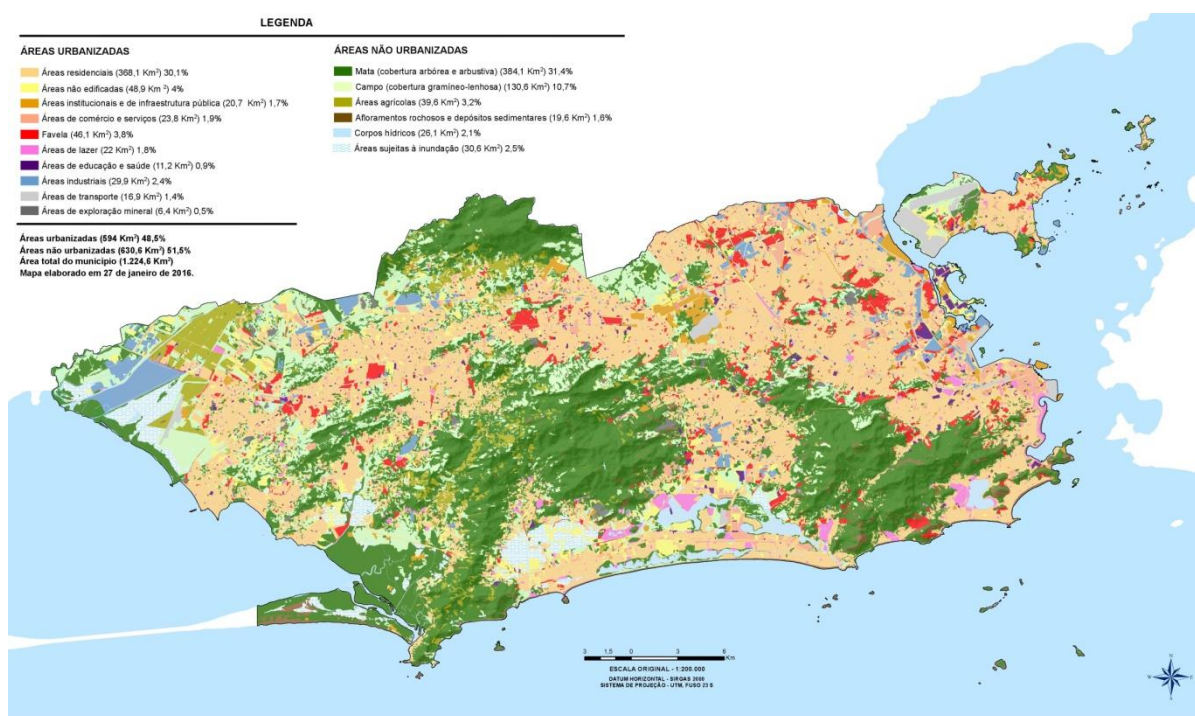 LEGENDA
ÁREAS URBANIZADAS
Áreas residenciais (368,1 Km²) 30,1%
Áreas não edificadas (48,9 Km²) 4%
Áreas institucionais e de infraestrutura pública (20,7 Km²) 1,7%
Áreas de comércio e serviços (23,8 Km²) 1,9%
Favela (46,1 Km²) 3,8%
Áreas de lazer (22 Km²) 1,8%
Áreas de educação e saúde (11,2 Km²) 0,9%
Áreas industriais (29,9 Km²) 2,4%
Áreas de transporte (16,9 Km²) 1,4%
Áreas de exploração mineral (6,4 Km²) 0,5%
ÁREAS NÃO URBANIZADAS
Mata (cobertura arbórea e arbustiva) (384,1 Km²) 31,4%
Campo (cobertura gramíneo-lenhosa) (130,6 Km²) 10,7%
Áreas agrícolas (39,6 Km²) 3,2%
Afloramentos rochosos e depósitos sedimentares (19,6 Km²) 1,6%
Corpos hídricos (26,1 Km²) 2,1%
Áreas sujeitas à inundação (30,6 Km²) 2,5%
Áreas urbanizadas (594 Km²) 48,5%
Áreas não urbanizadas (630,6 Km²) 51,5%
Área total do município (1.224,6 Km²)
Mapa elaborado em 27 de janeiro de 2016.
3 1,5 0 3 6
Km
ESCALA ORIGINAL - 1:200.000
DATUM HORIZONTAL - SIRGAS 2000
SISTEMA DE PROJEÇÃO - UTM, FUSO 23 S
N